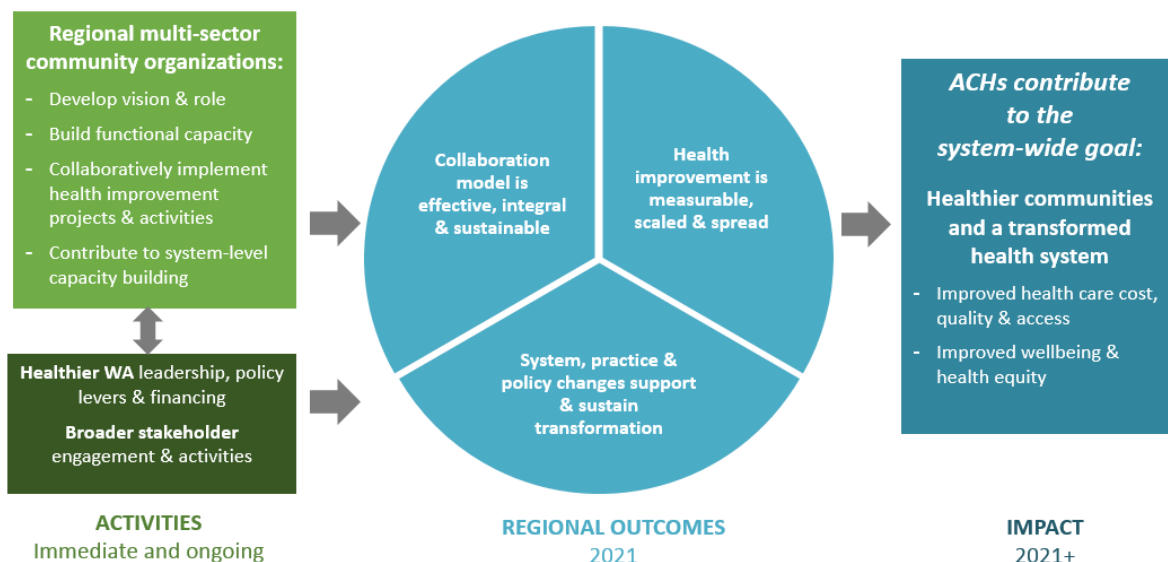 Regional multi-sector
community organizations:
- Develop vision & role
- Build functional capacity
- Collaboratively implement
health improvement
projects & activities
- Contribute to system-level
capacity building
Healthier WA leadership, policy
levers & financing
Broader stakeholder
engagement & activities
ACTIVITIES
Immediate and ongoing
Collaboration
model is
effective, integral
& sustainable
Health
improvement is
measurable,
scaled & spread
System, practice &
policy changes support
& sustain
transformation
REGIONAL OUTCOMES
2021
ACHs contribute
to the
system-wide goal:
Healthier communities
and a transformed
health system
- Improved health care cost,
quality & access
- Improved wellbeing &
health equity
IMPACT
2021+